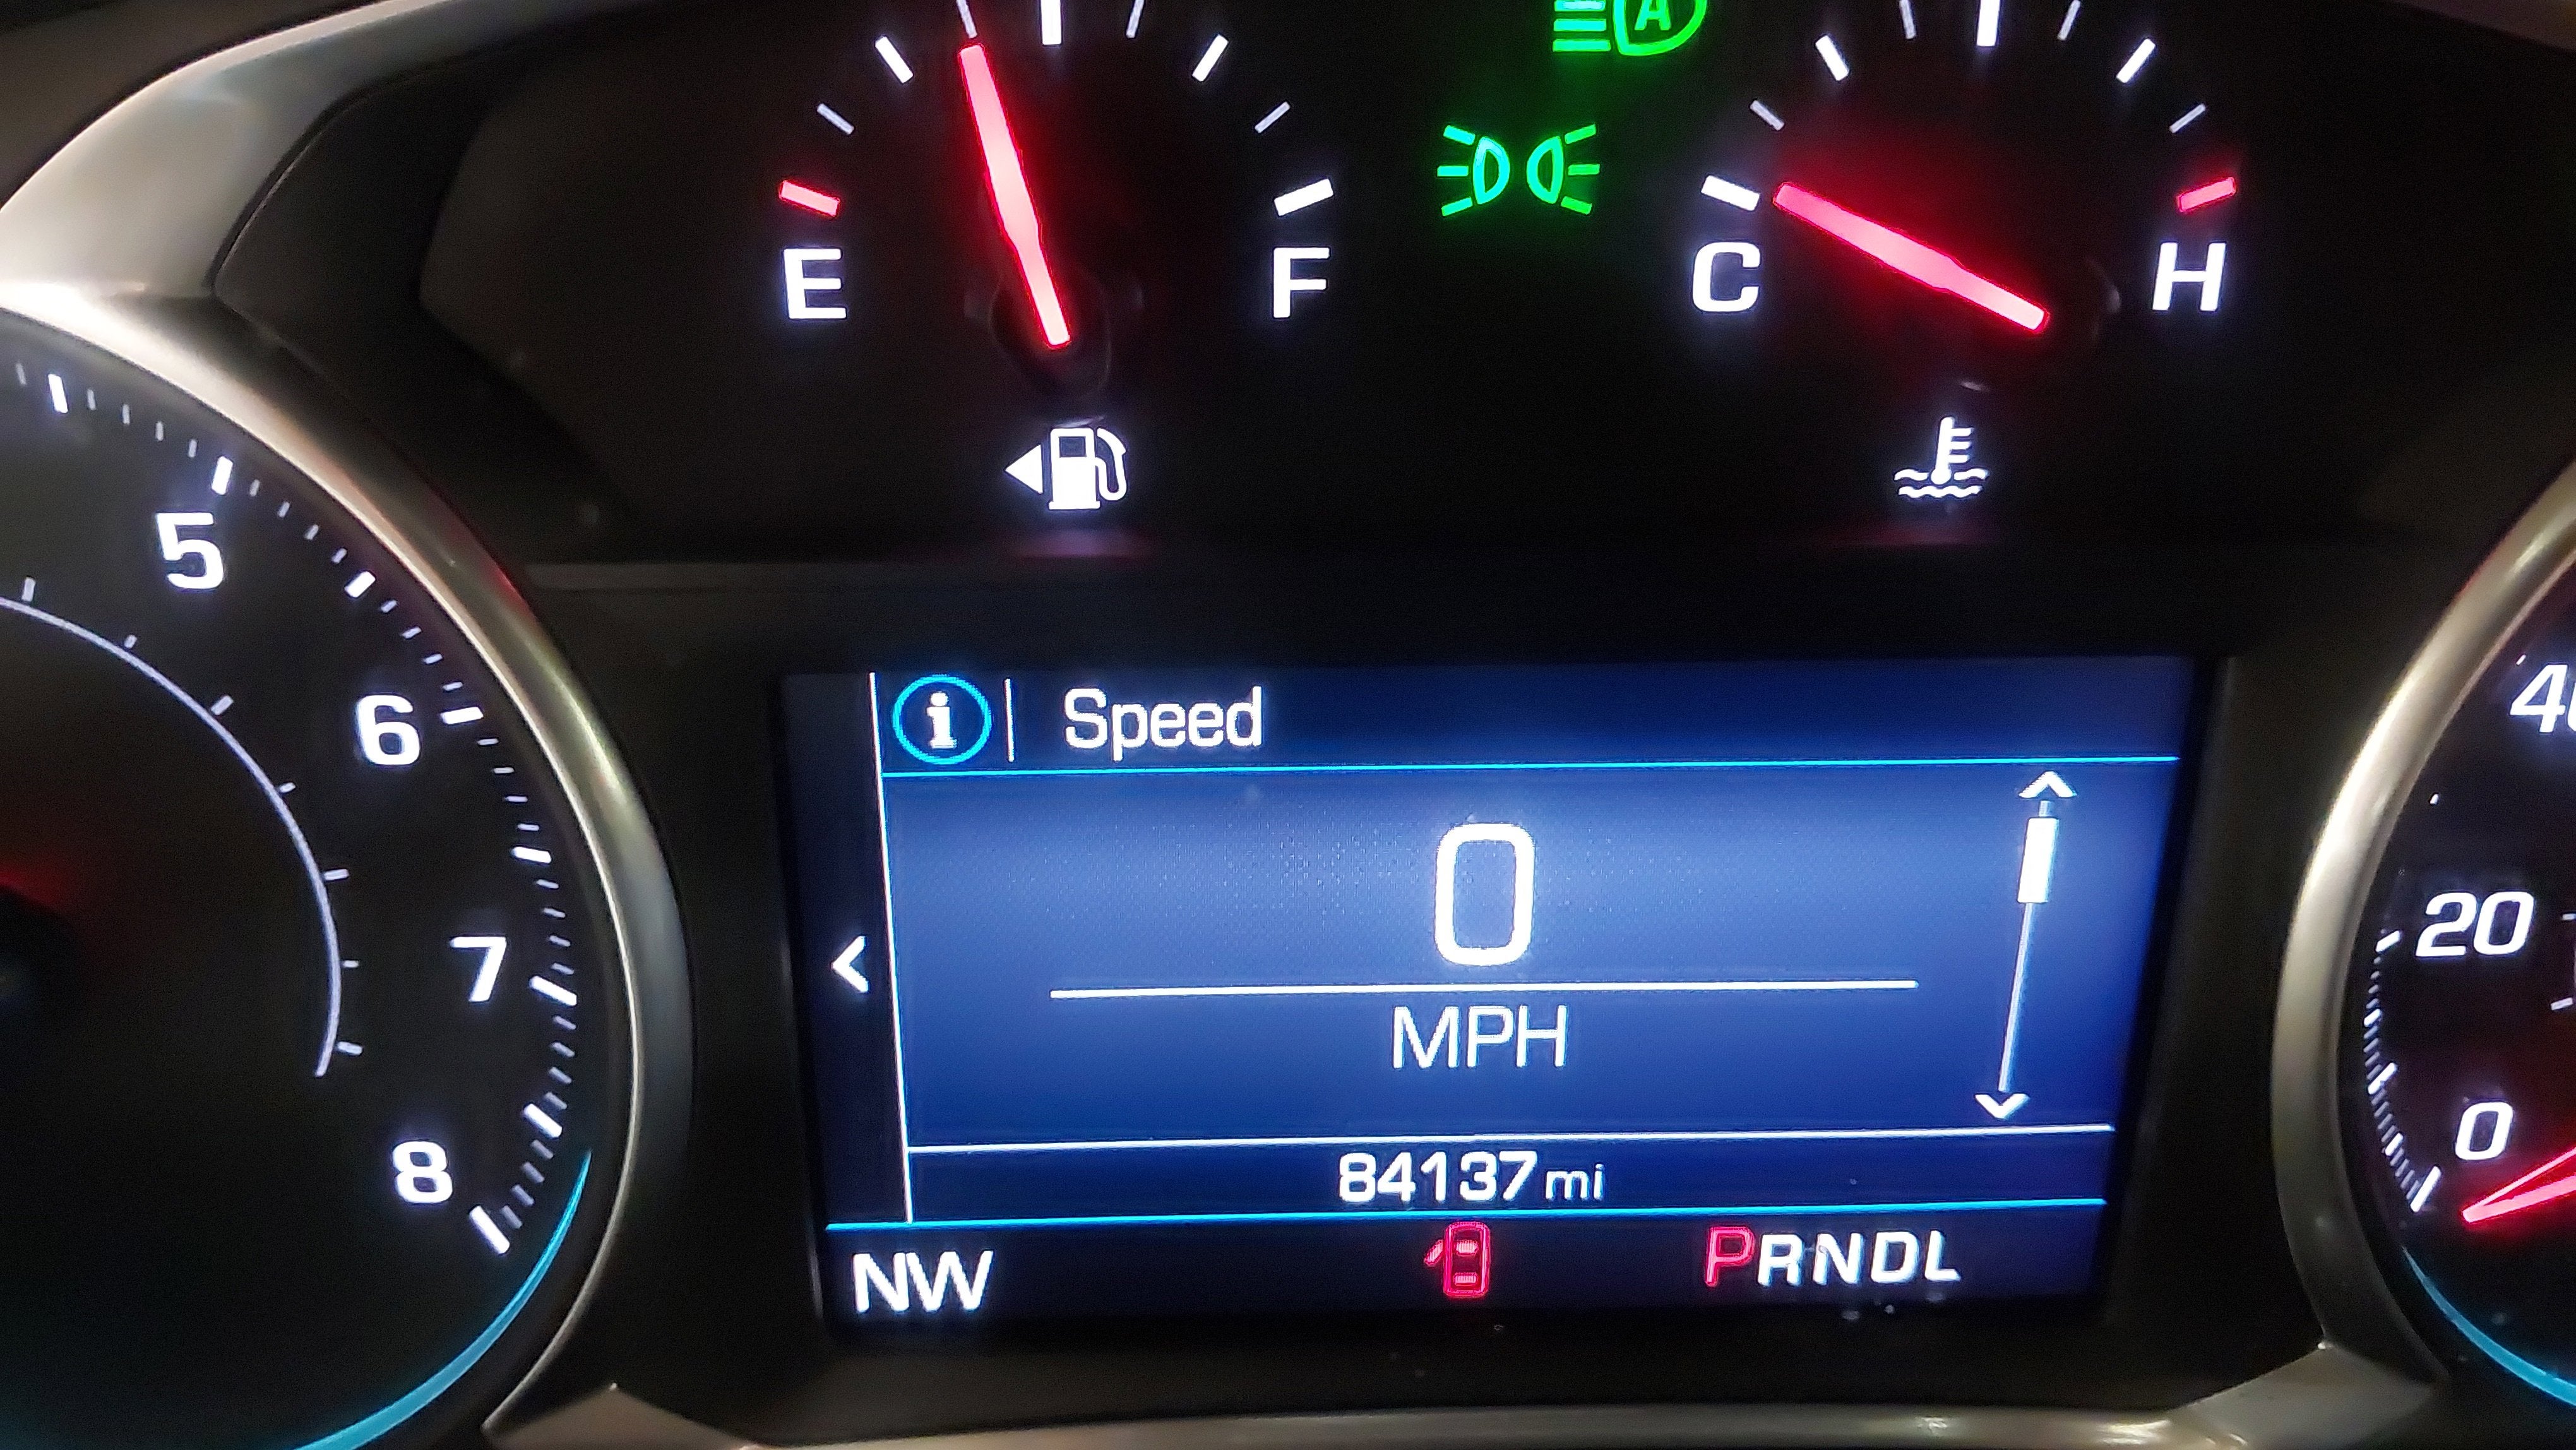 A
E F
C H
5
6
7
8
i Speed
0
MPH
84137 mi
NW PRNDL
20
0